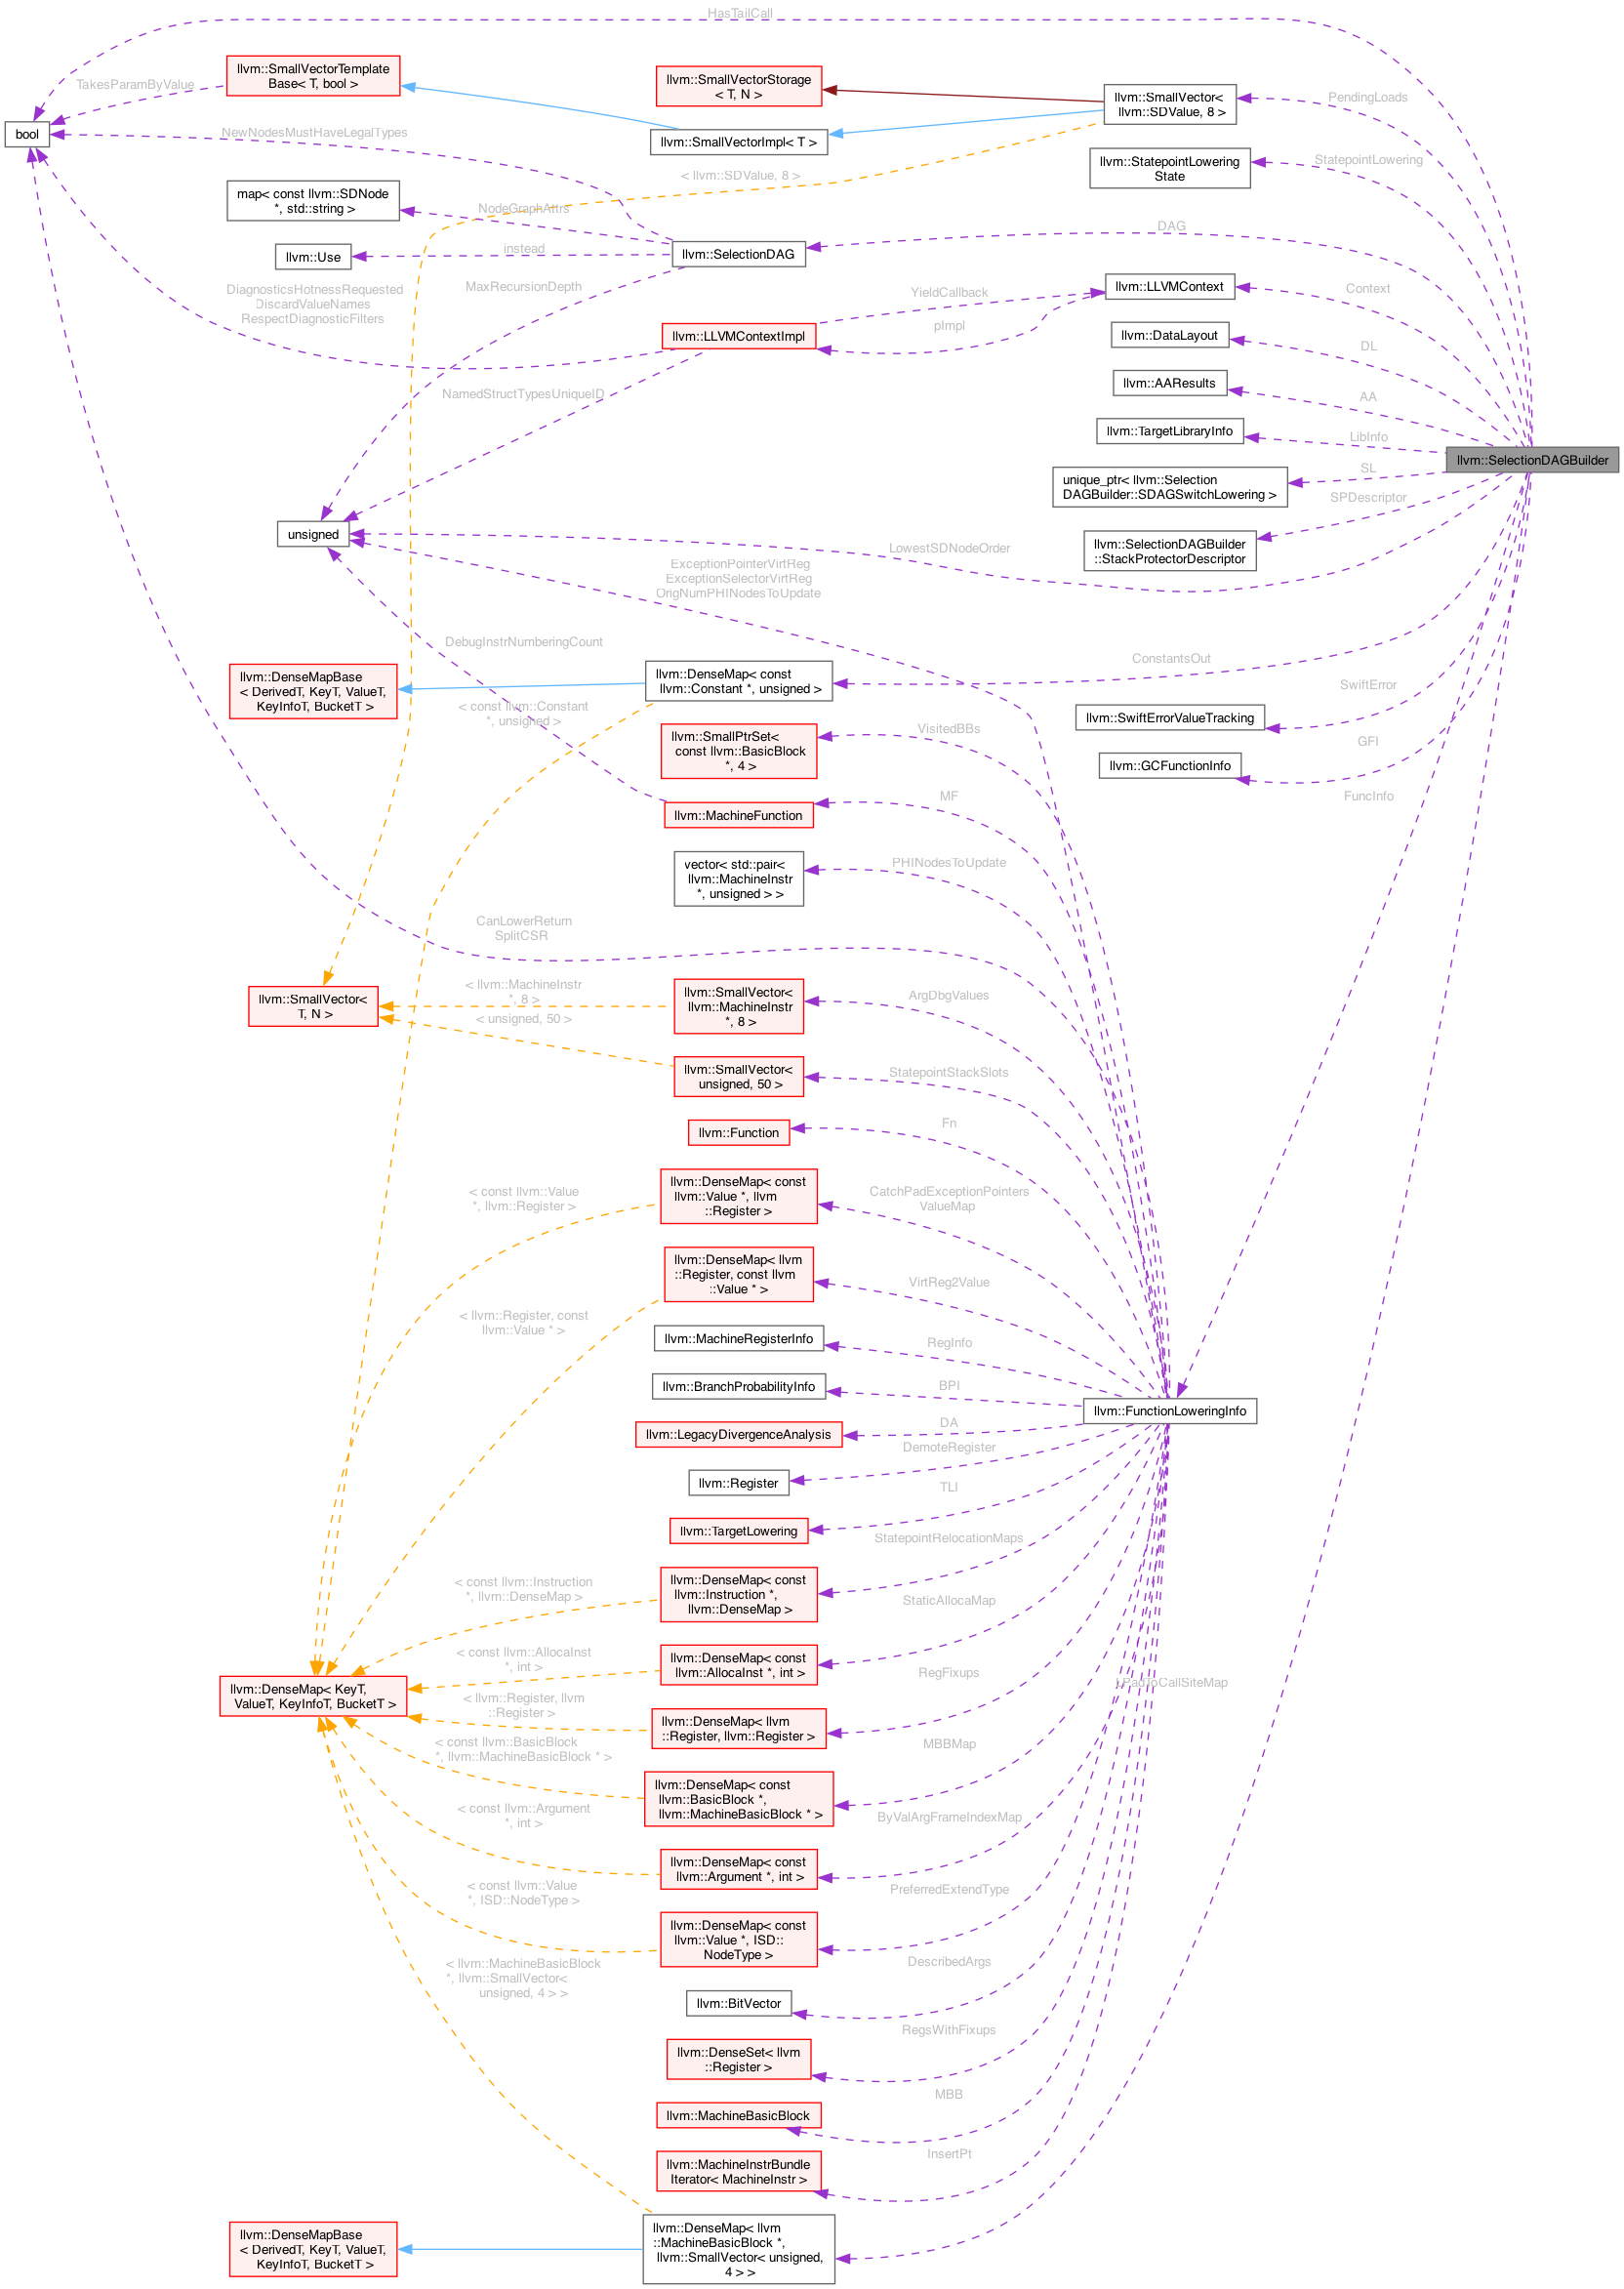 HasTailCall
llvm::SmallVectorTemplate
Base< T, bool >
TakesParamByValue
bool
NewNodesMustHaveLegalTypes
llvm::SmallVectorStorage
< T, N >
llvm::SmallVectorImpl< T >
llvm::SmallVector<
llvm::SDValue, 8 >
PendingLoads
< llvm::SDValue, 8 >
llvm::StatepointLowering
State
StatepointLowering
map< const llvm::SDNode
*, std::string >
NodeGraphAttrs
llvm::Use
instead
llvm::SelectionDAG
DAG
DiagnosticsHotnessRequested
DiscardValueNames
RespectDiagnosticFilters
MaxRecursionDepth
llvm::LLVMContextImpl
YieldCallback
pImpl
llvm::LLVMContext
Context
llvm::DataLayout
DL
llvm::AAResults
AA
NamedStructTypesUniqueID
llvm::TargetLibraryInfo
LibInfo
llvm::SelectionDAGBuilder
unique_ptr< llvm::Selection
DAGBuilder::SDAGSwitchLowering >
SL
SPDescriptor
llvm::SelectionDAGBuilder
::StackProtectorDescriptor
unsigned
LowestSDNodeOrder
ExceptionPointerVirtReg
ExceptionSelectorVirtReg
OrigNumPHINodesToUpdate
DebugInstrNumberingCount
llvm::DenseMapBase
< DerivedT, KeyT, ValueT,
KeyInfoT, BucketT >
llvm::DenseMap< const
llvm::Constant *, unsigned >
ConstantsOut
< const llvm::Constant
*, unsigned >
SwiftError
llvm::SwiftErrorValueTracking
GFI
llvm::GCFunctionInfo
FuncInfo
llvm::SmallPtrSet<
const llvm::BasicBlock
*, 4 >
VisitedBBs
llvm::MachineFunction
MF
vector< std::pair<
llvm::MachineInstr
*, unsigned > >
PHINodesToUpdate
CanLowerReturn
SplitCSR
llvm::SmallVector<
T, N >
< llvm::MachineInstr
*, 8 >
< unsigned, 50 >
llvm::SmallVector<
llvm::MachineInstr
*, 8 >
ArgDbgValues
llvm::SmallVector<
unsigned, 50 >
StatepointStackSlots
llvm::Function
Fn
< const llvm::Value
*, llvm::Register >
llvm::DenseMap< const
llvm::Value *, llvm
::Register >
CatchPadExceptionPointers
ValueMap
llvm::DenseMap< llvm
::Register, const llvm
::Value * >
VirtReg2Value
< llvm::Register, const
llvm::Value * >
llvm::MachineRegisterInfo
RegInfo
llvm::BranchProbabilityInfo
BPI
llvm::FunctionLoweringInfo
llvm::LegacyDivergenceAnalysis
DA
DemoteRegister
llvm::Register
TLI
llvm::TargetLowering
StatepointRelocationMaps
< const llvm::Instruction
*, llvm::DenseMap >
llvm::DenseMap< const
llvm::Instruction *,
llvm::DenseMap >
StaticAllocaMap
< const llvm::AllocaInst
*, int >
llvm::DenseMap< const
llvm::AllocaInst *, int >
RegFixups
LPadToCallSiteMap
llvm::DenseMap< KeyT,
ValueT, KeyInfoT, BucketT >
< llvm::Register, llvm
::Register >
llvm::DenseMap< llvm
::Register, llvm::Register >
MBBMap
< const llvm::BasicBlock
*, llvm::MachineBasicBlock * >
llvm::DenseMap< const
llvm::BasicBlock *,
llvm::MachineBasicBlock * >
ByValArgFrameIndexMap
< const llvm::Argument
*, int >
llvm::DenseMap< const
llvm::Argument *, int >
PreferredExtendType
< const llvm::Value
*, ISD::NodeType >
llvm::DenseMap< const
llvm::Value *, ISD::
NodeType >
DescribedArgs
< llvm::MachineBasicBlock
*, llvm::SmallVector<
unsigned, 4 > >
llvm::BitVector
RegsWithFixups
llvm::DenseSet< llvm
::Register >
MBB
llvm::MachineBasicBlock
InsertPt
llvm::MachineInstrBundle
Iterator< MachineInstr >
llvm::DenseMapBase
< DerivedT, KeyT, ValueT,
KeyInfoT, BucketT >
llvm::DenseMap< llvm
::MachineBasicBlock *,
llvm::SmallVector< unsigned,
4 > >